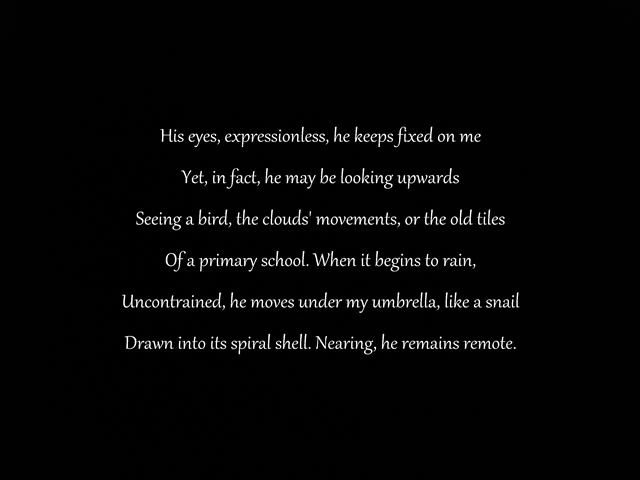 His eyes, expressionless, he keeps fixed on me
Yet, in fact, he may be looking upwards
Seeing a bird, the clouds' movements, or the old tiles
Of a primary school. When it begins to rain,
Uncontrained, he moves under my umbrella, like a snail
Drawn into its spiral shell. Nearing, he remains remote.